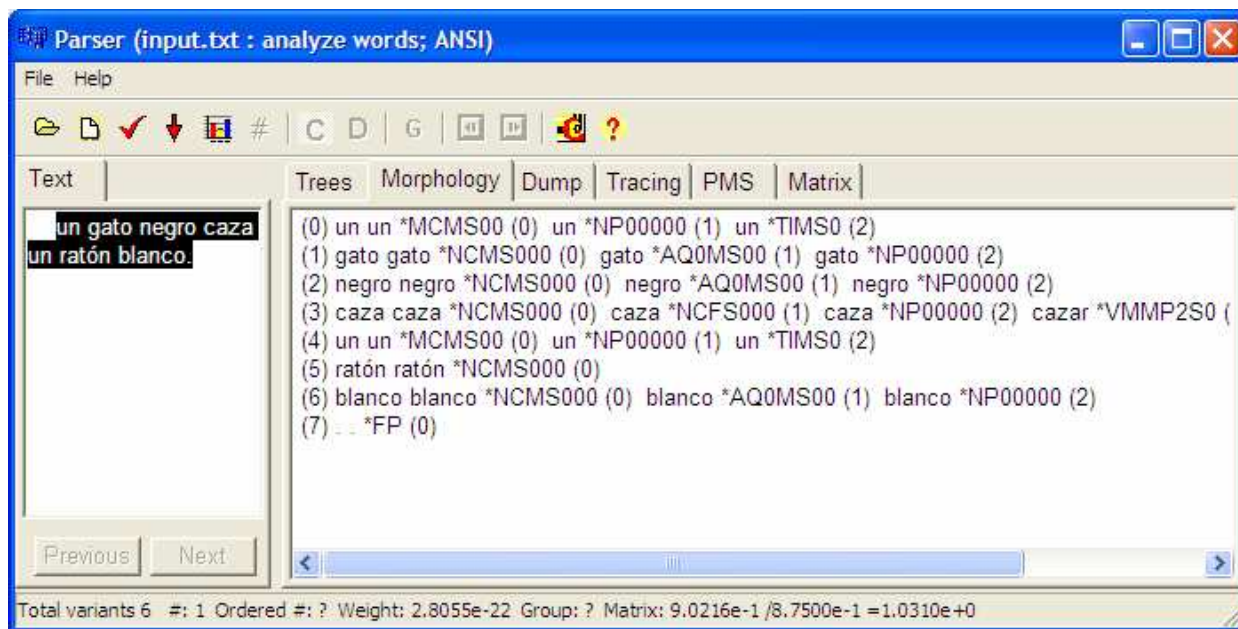 Parser (input.txt : analyze words; ANSI)
File Help
# C D G ?
Text
Trees Morphology Dump Tracing PMS Matrix
un gato negro caza
un ratón blanco.
(0) un un *MCMS00 (0) un *NP00000 (1) un *TIMS0 (2)
(1) gato gato *NCMS000 (0) gato *AQ0MS00 (1) gato *NP00000 (2)
(2) negro negro *NCMS000 (0) negro *AQ0MS00 (1) negro *NP00000 (2)
(3) caza caza *NCMS000 (0) caza *NCFS000 (1) caza *NP00000 (2) cazar *VMMP2S0 (
(4) un un *MCMS00 (0) un *NP00000 (1) un *TIMS0 (2)
(5) ratón ratón *NCMS000 (0)
(6) blanco blanco *NCMS000 (0) blanco *AQ0MS00 (1) blanco *NP00000 (2)
(7) . . *FP (0)
Previous Next
Total variants 6 #: 1 Ordered #: ? Weight: 2.8055e-22 Group: ? Matrix: 9.0216e-1 /8.7500e-1 =1.0310e+0